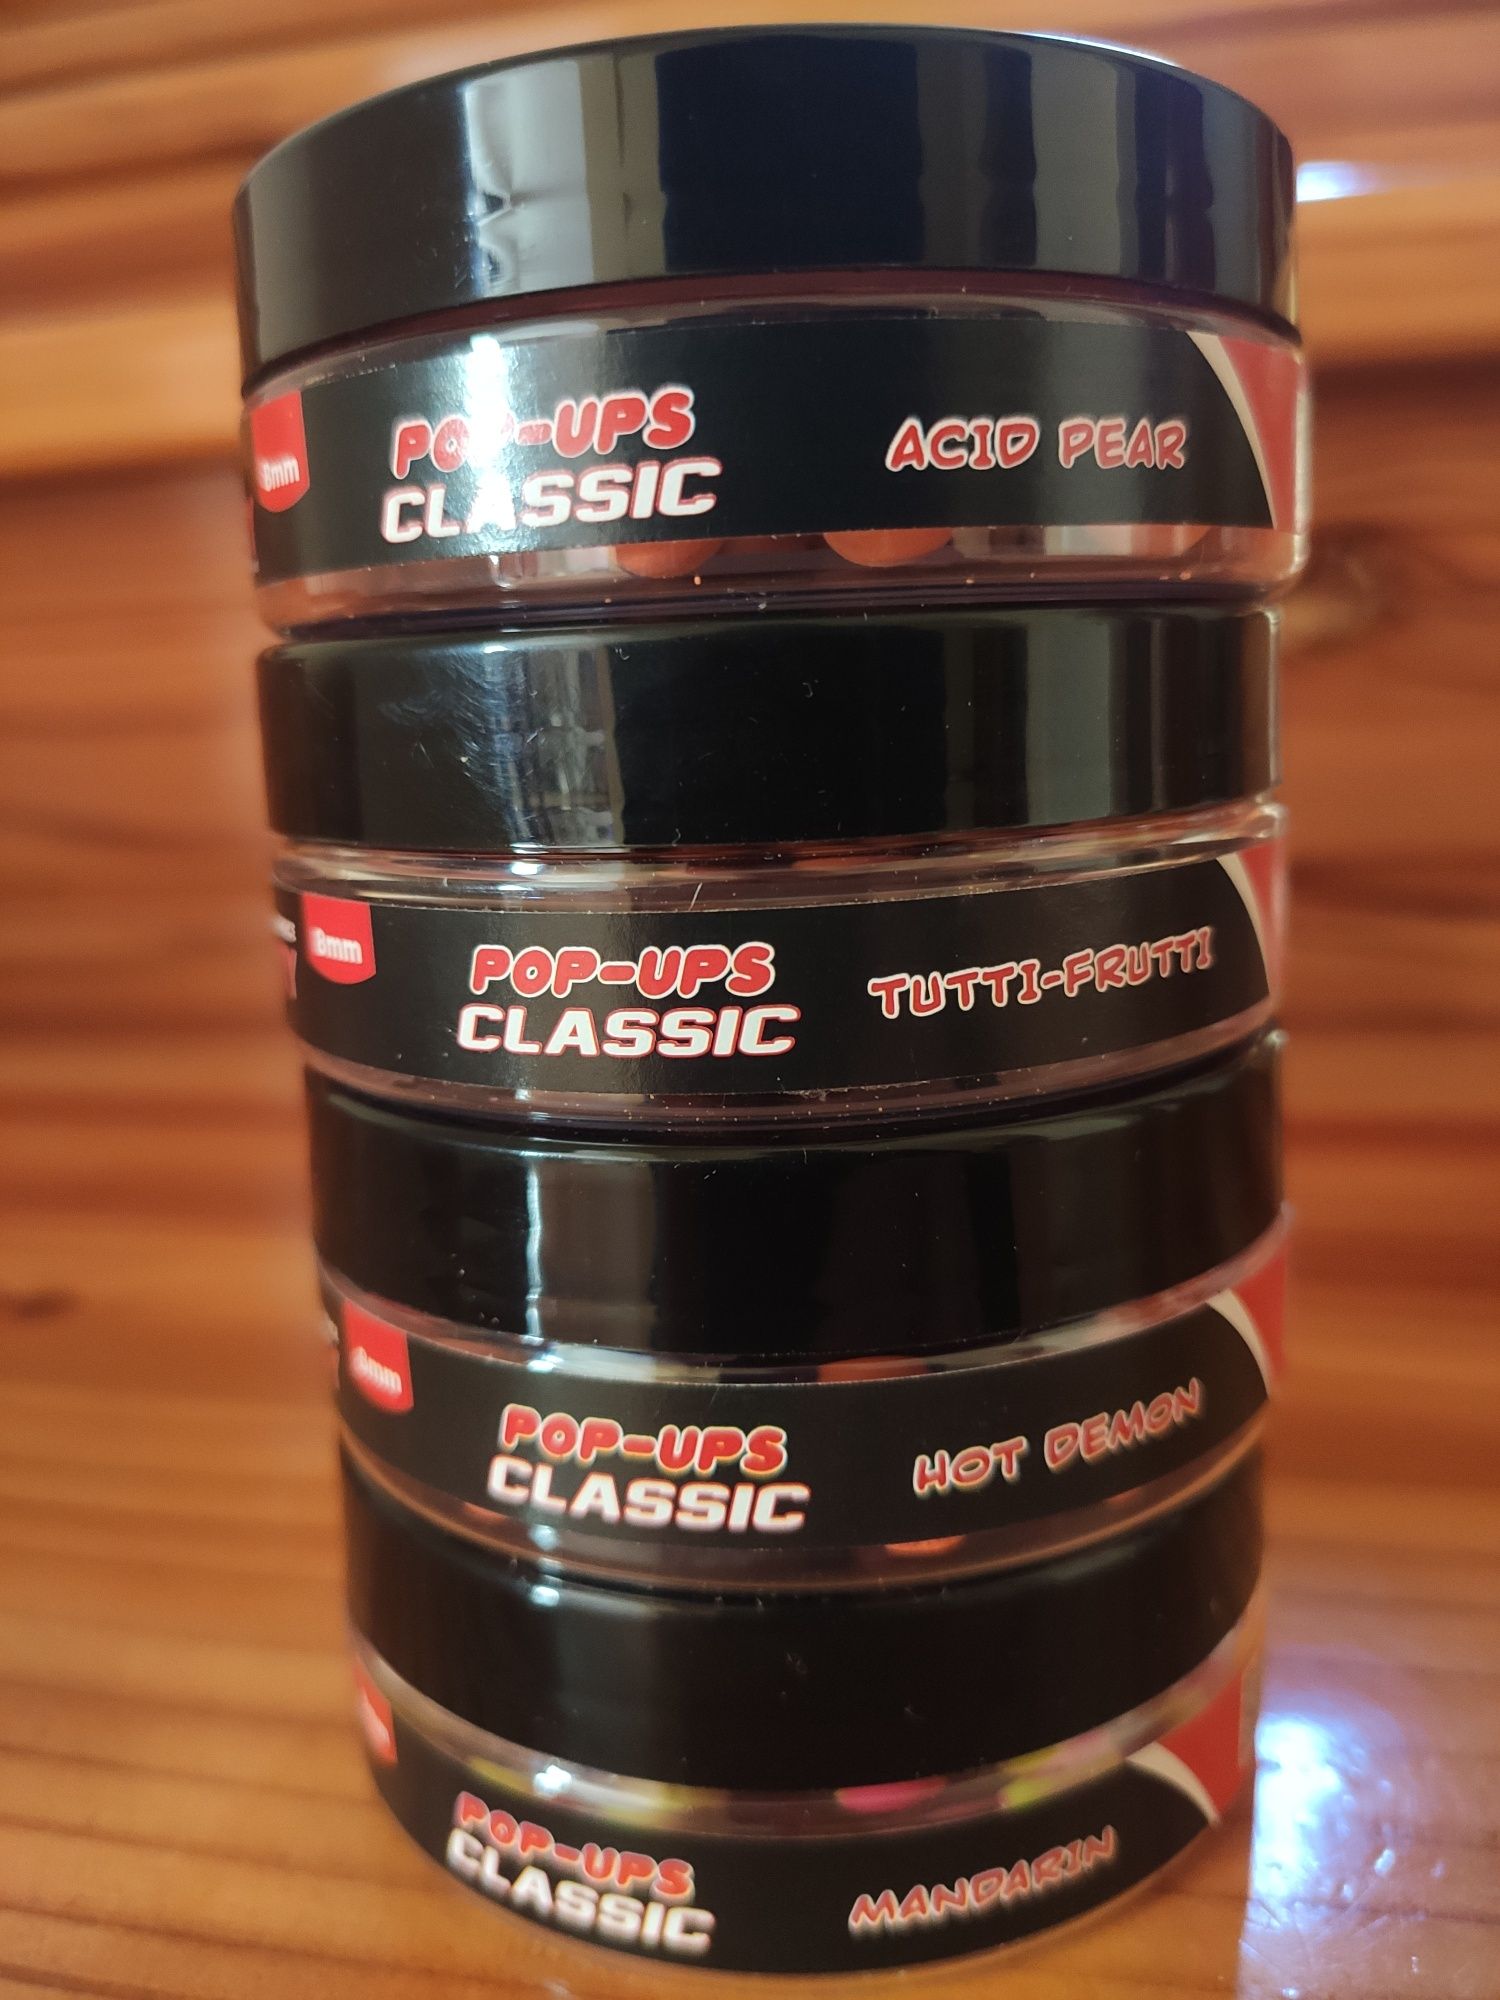 8mm
POP-UPS
CLASSIC
ACID PEAR
8mm
POP-UPS
CLASSIC
TUTTI-FRUTTI
8mm
POP-UPS
CLASSIC
HOT DEMON
POP-UPS
CLASSIC
MANDARIN